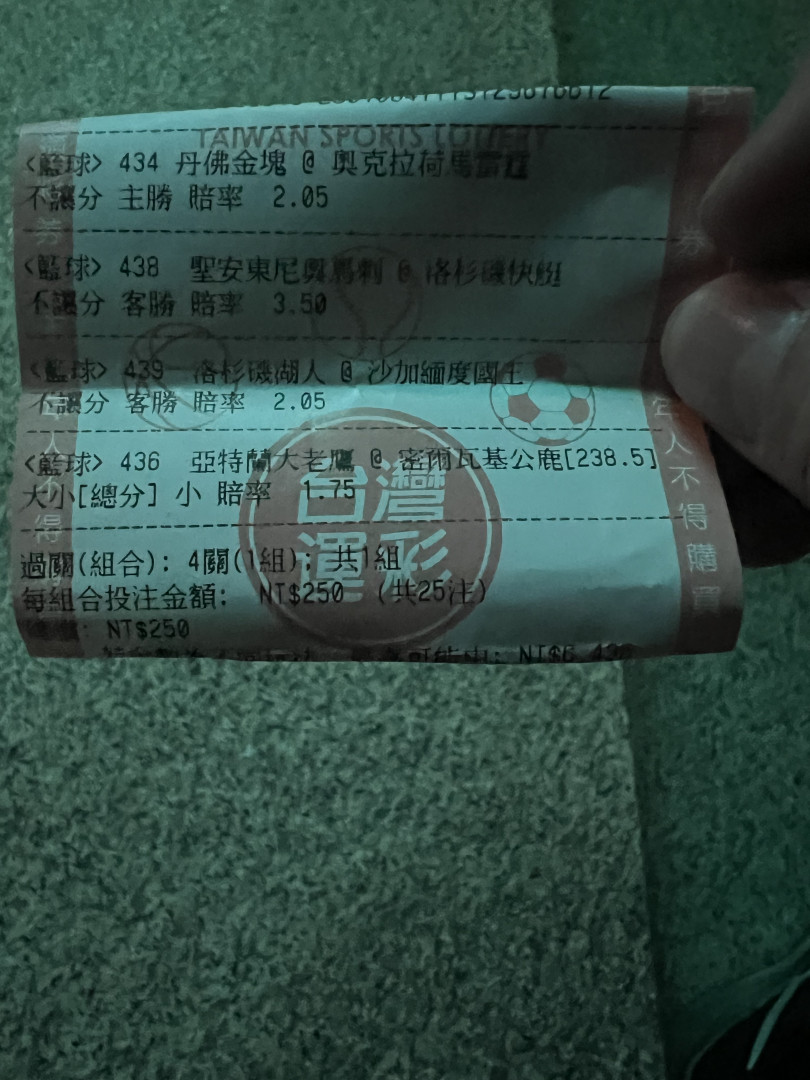 TAIWAN SPORTS LOTTERY
<籃球> 434 丹佛金塊 @ 奧克拉荷馬雷霆
不讓分 主勝 賠率 2.05
<籃球> 438 聖安東尼奧馬刺 @ 洛杉磯快艇
不讓分 客勝 賠率 3.50
<籃球> 439 洛杉磯湖人 @ 沙加緬度國王
不讓分 客勝 賠率 2.05
<籃球> 436 亞特蘭大老鷹 @ 密爾瓦基公鹿[238.5]
大小[總分] 小 賠率 1.75
過關(組合): 4關(1組); 共1組
每組合投注金額: NT$250 (共25注)
NT$250
台灣
運彩
人不得購買